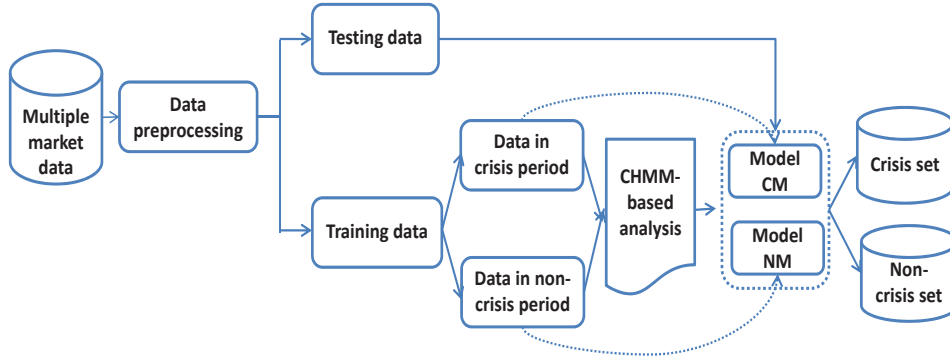 Multiple
market
data
Data
preprocessing
Testing data
Training data
Data in
crisis period
Data in non-
crisis period
CHMM-
based
analysis
Model
CM
Model
NM
Crisis set
Non-
crisis set